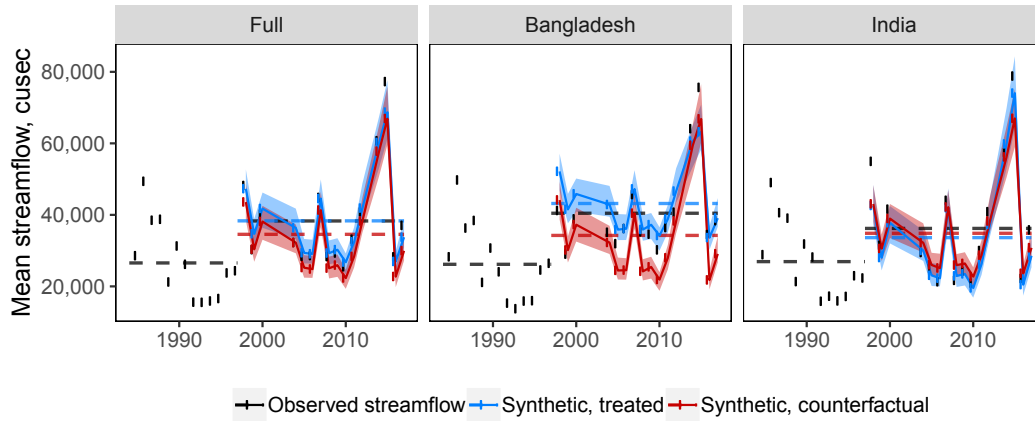 Full Bangladesh India
Mean streamflow, cusec
80,000
60,000
40,000
20,000
1990 2000 2010 1990 2000 2010 1990 2000 2010
Observed streamflow Synthetic, treated Synthetic, counterfactual